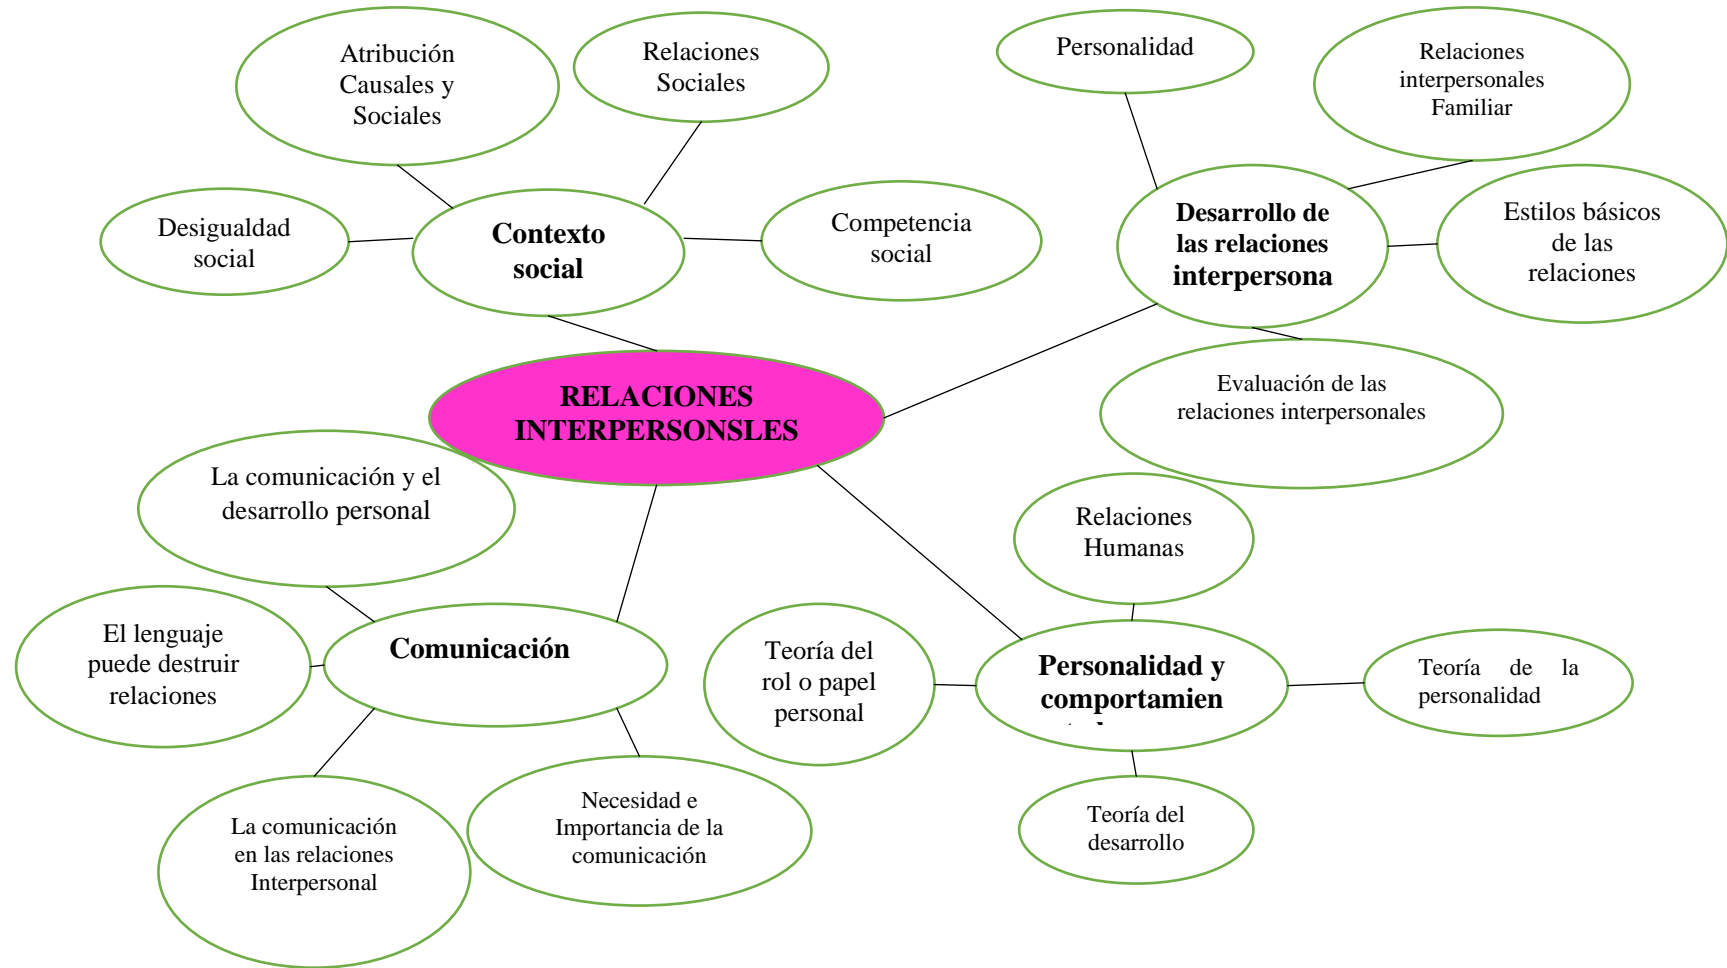 Atribución
Causales y
Sociales
Relaciones
Sociales
Personalidad
Relaciones
interpersonales
Familiar
Desigualdad
social
Contexto
social
Competencia
social
Desarrollo de
las relaciones
interpersona
Estilos básicos
de las
relaciones
RELACIONES
INTERPERSONSLES
Evaluación de las
relaciones interpersonales
La comunicación y el
desarrollo personal
Relaciones
Humanas
El lenguaje
puede destruir
relaciones
Comunicación
Teoría del
rol o papel
personal
Personalidad y
comportamien
Teoría de la
personalidad
La comunicación
en las relaciones
Interpersonal
Necesidad e
Importancia de la
comunicación
Teoría del
desarrollo